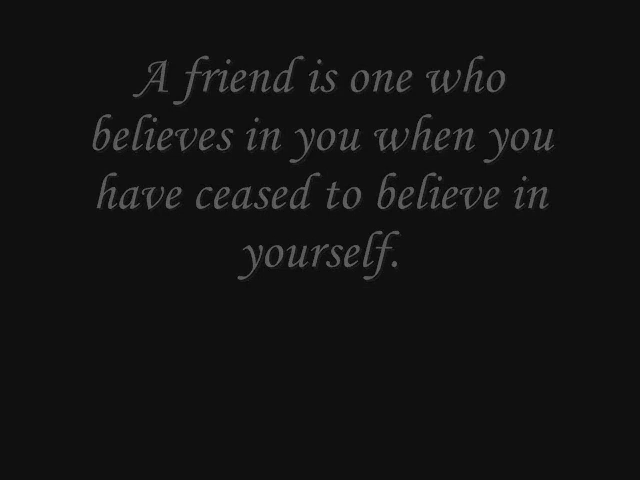 A friend is one who
believes in you when you
have ceased to believe in
yourself.